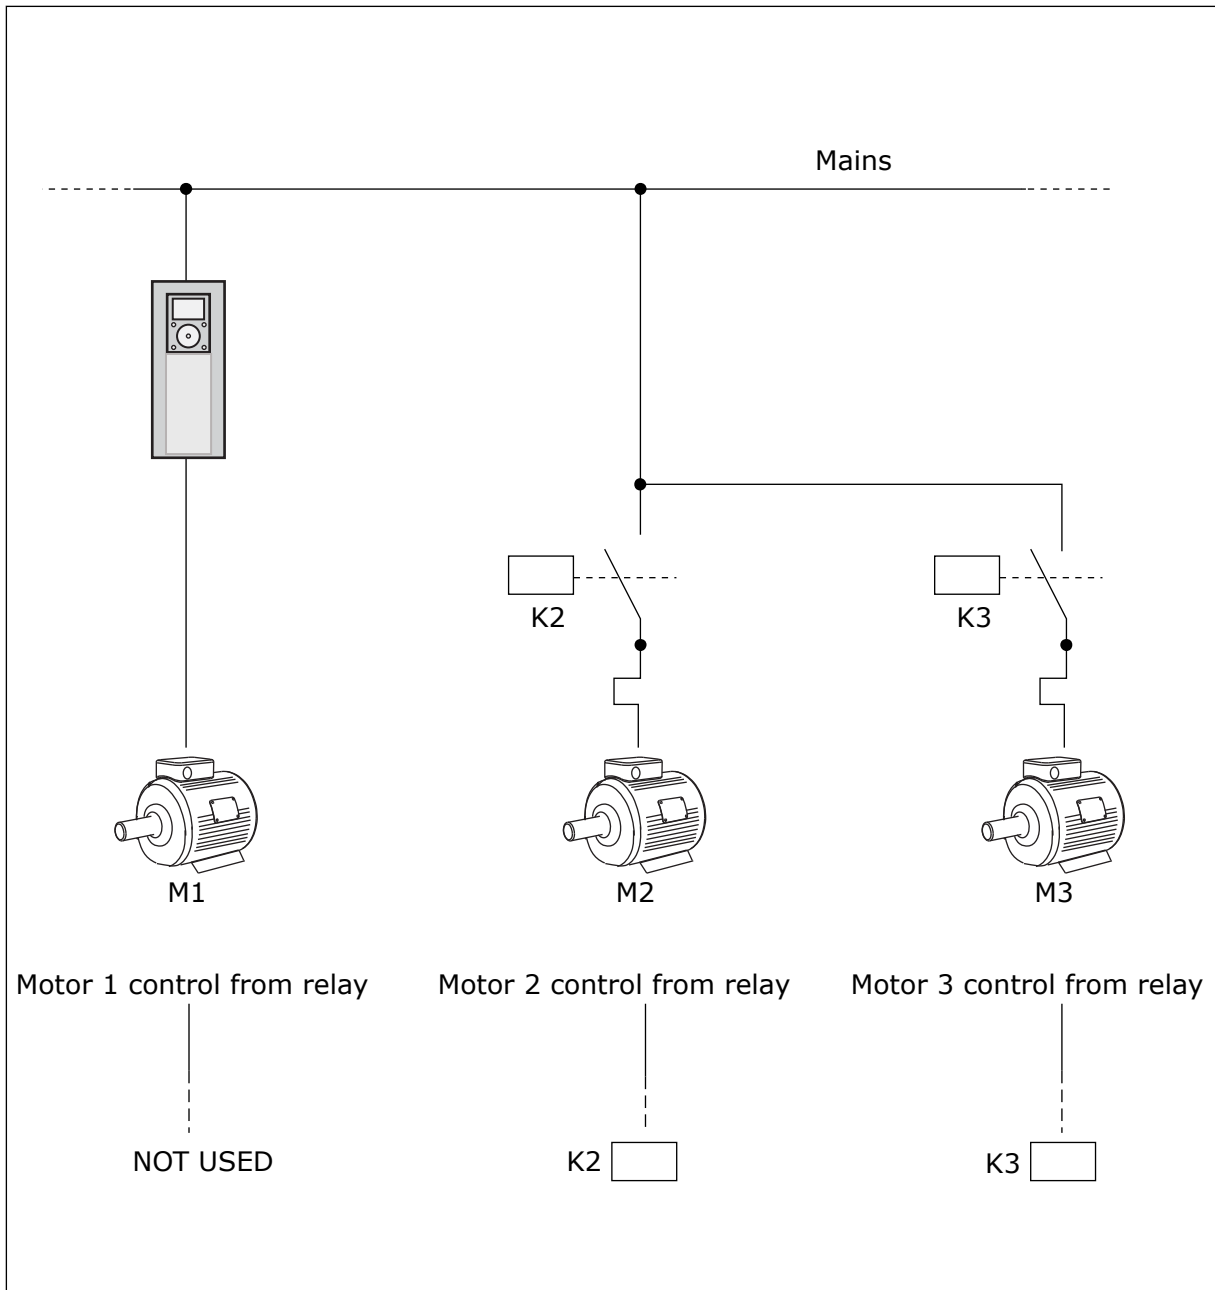 Mains
K2
K3
M1
M2
M3
Motor 1 control from relay
Motor 2 control from relay
Motor 3 control from relay
NOT USED
K2
K3